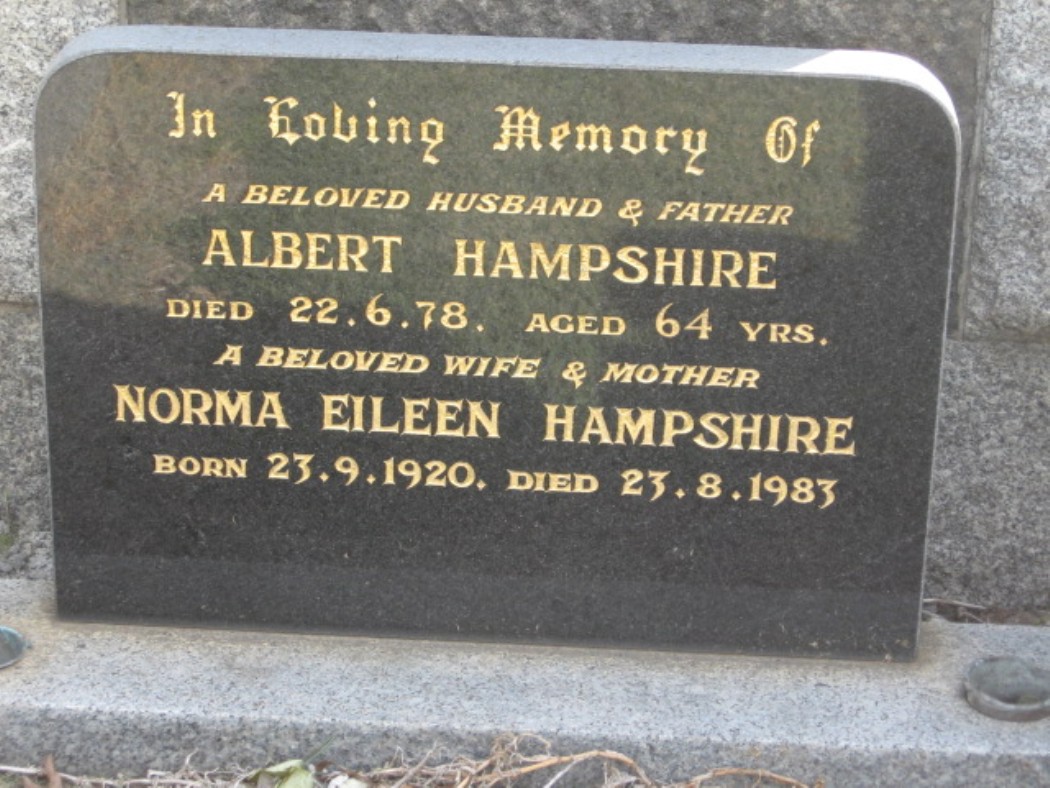 In Loving Memory Of
A BELOVED HUSBAND & FATHER
ALBERT HAMPSHIRE
DIED 22.6.78. AGED 64 YRS.
A BELOVED WIFE & MOTHER
NORMA EILEEN HAMPSHIRE
BORN 23.9.1920. DIED 23.8.1983